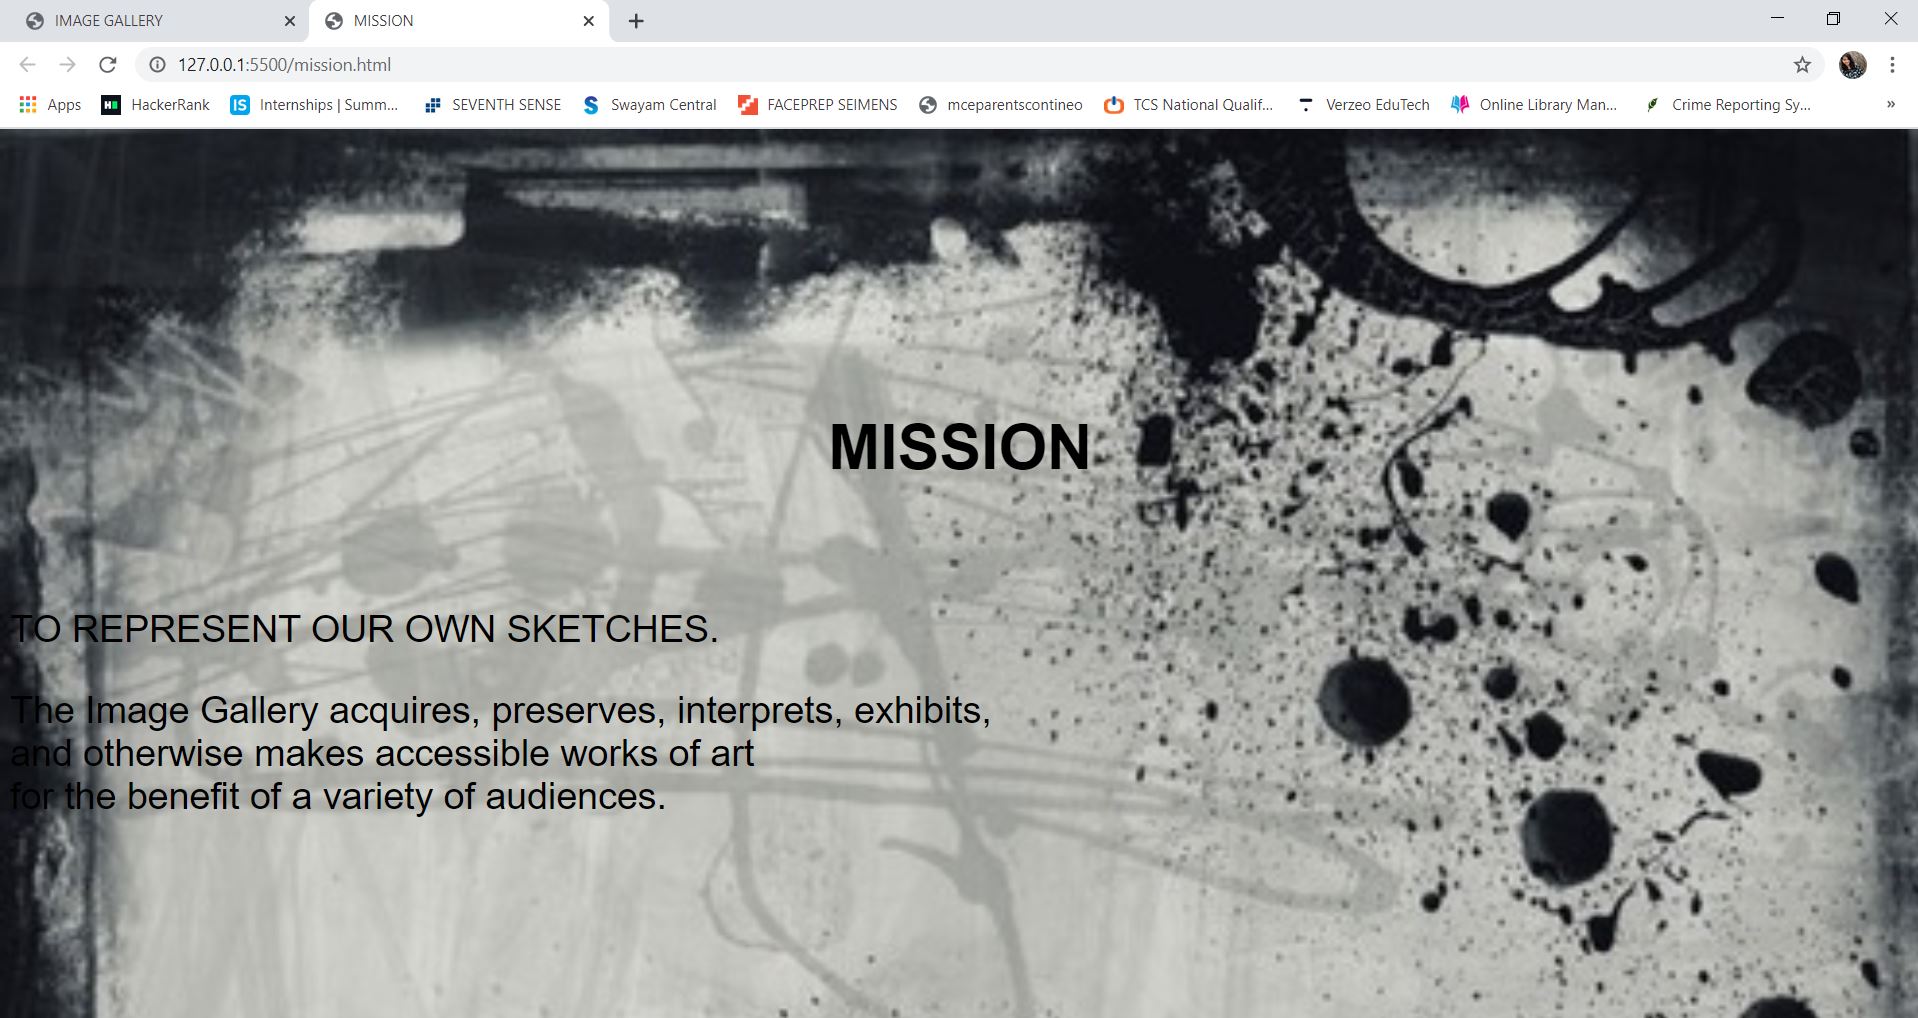 IMAGE GALLERY
MISSION
127.0.0.1:5500/mission.html
Apps HackerRank Internships | Summ... SEVENTH SENSE Swayam Central FACEPREP SEIMENS mceparentscontineo TCS National Qualif... Verzeo EduTech Online Library Man... Crime Reporting Sy... »
MISSION
TO REPRESENT OUR OWN SKETCHES.
The Image Gallery acquires, preserves, interprets, exhibits,
and otherwise makes accessible works of art
for the benefit of a variety of audiences.